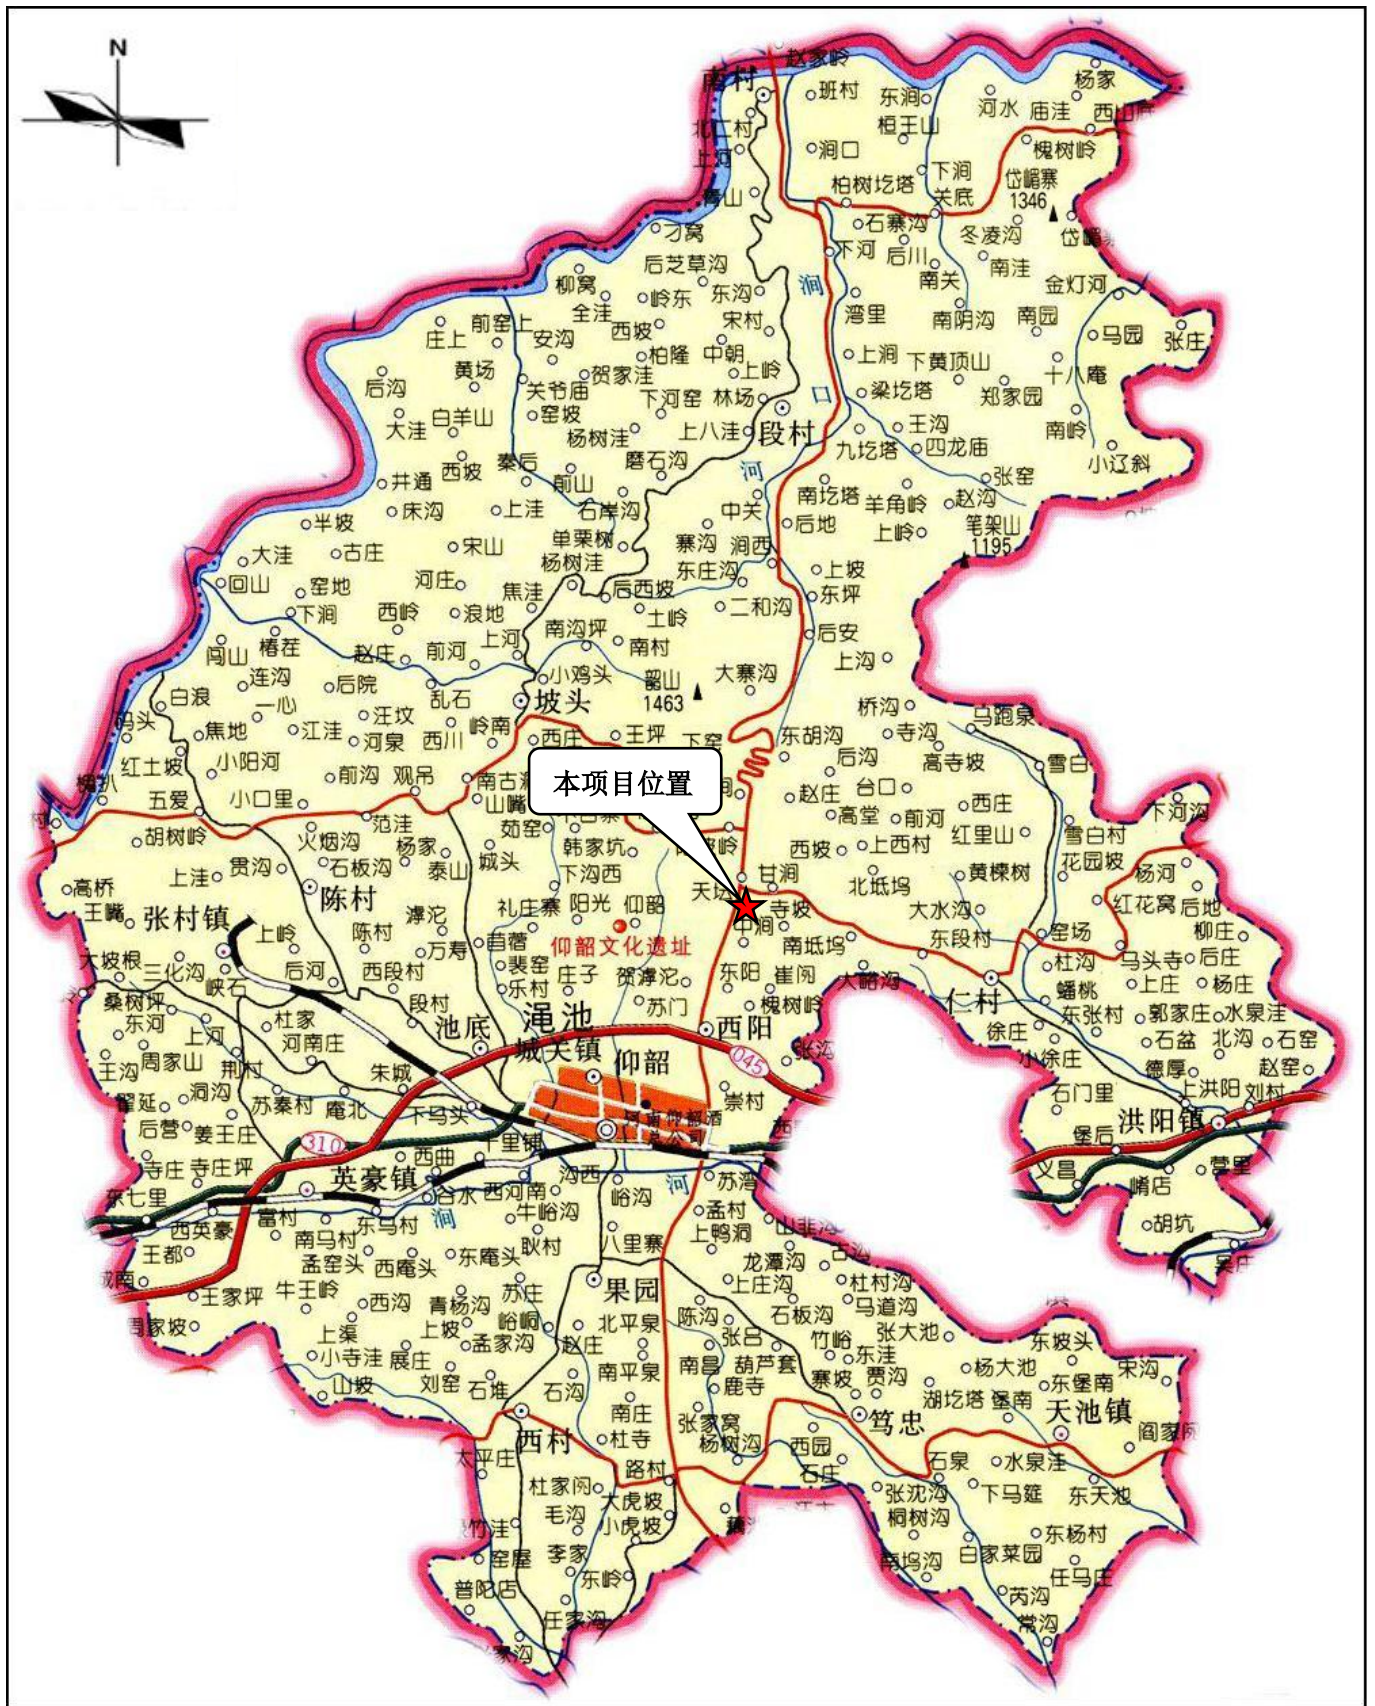 N
赵家岭
南村
班村
东涧
河水
庙洼
杨家
桓王山
槐树岭
涧口
上河
青山
柏树圪塔
下涧
关底
岱嵋寨
1346
石寨沟
冬凌沟
刁窝
下河
后川
南洼
后芝草沟
柳窝
岭东
东沟
涧
南关
金灯河
全洼
湾里
南阴沟
南园
前窑上
西坡
宋村
马园
张庄
庄上
安沟
柏隆
中朝
上涧
下黄顶山
十八庵
黄场
贺家洼
上岭
后沟
关爷庙
下河窑
林场
口
梁圪塔
郑家园
白羊山
窑坡
大洼
杨树洼
上八洼
段村
王沟
南岭
九圪塔
四龙庙
西坡
秦后
磨石沟
河
小辽斜
井通
前山
张窑
南圪塔
羊角岭
赵沟
床沟
上洼
石岸沟
中关
半坡
后地
上岭
笔架山
1195
大洼
古庄
宋山
单栗树
寨沟
涧西
杨树洼
东庄沟
上坡
回山
窑地
河庄
焦洼
后西坡
东坪
下涧
西岭
浪地
土岭
二和沟
南沟坪
后安
闯山
椿茬
赵庄
前河
上河
南村
上沟
连沟
后院
小鸡头
韶山
1463
大寨沟
白浪
一心
乱石
坡头
桥沟
码头
焦地
江洼
汪坟
岭南
马跑泉
河泉
西川
西庄
王坪
下窑
东胡沟
寺沟
红土坡
小阳河
后沟
高寺坡
雪白
前沟
观吊
本项目位置
台口
五爱
小口里
山嘴
赵庄
西庄
下河沟
范洼
茹窑
高堂
前河
红里山
雪白村
胡树岭
火烟沟
杨家
韩家坑
西坡
上西村
花园坡
杨河
贯沟
石板沟
泰山
城头
上洼
下沟西
甘涧
北坻坞
黄楝树
高桥
陈村
天坛
红花窝
后地
王嘴
张村镇
滹沱
礼庄寨
阳光
仰韶
寺坡
大水沟
柳庄
上岭
陈村
万寿
苜蓿
仰韶文化遗址
中涧
南坻坞
东段村
窑场
大坡根
三化沟
后河
西段村
裴窑
庄子
贺滹沱
东阳
崔闶
大峪沟
杜沟
马头寺
后庄
桑树坪
峡石
乐村
苏门
槐树岭
仁村
蟠桃
上庄
杨庄
东河
段村
渑池
东张村
郭家庄
水泉洼
上河
杜家
池底
西阳
徐庄
周家山
河南庄
城关镇
仰韶
张沟
小徐庄
石盆
北沟
石窑
王沟
荆村
朱城
045
德厚
赵窑
洞沟
石门里
上洪阳
刘村
翟延
苏秦村
庵北
下马头
崇村
洪阳镇
后营
姜王庄
河南仰韶酒
总公司
堡后
310
十里铺
寺庄
寺庄坪
西曲
义昌
营里
英豪镇
沟西
河
苏潽
崤店
东七里
谷水
西河南
峪沟
富村
东马村
涧
牛峪沟
孟村
胡坑
西英豪
南马村
上鸭洞
王都
孟窑头
西庵头
东庵头
耿村
八里寨
龙潭沟
吴庄
牛王岭
苏庄
果园
上庄沟
杜村沟
王家坪
西沟
青杨沟
石板沟
马道沟
周家坡
峪峒
北平泉
陈沟
上渠
上坡
孟家沟
赵庄
张吕
竹峪
张大池
东坡头
小寺洼
展庄
南昌
葫芦套
东洼
杨大池
宋沟
山坡
刘窑
石堆
石沟
南平泉
鹿寺
寨坡
贾沟
东堡南
湖圪塔
堡南
南庄
张家窝
天池镇
西村
杜寺
杨树沟
笃忠
阎家阌
太平庄
西园
路村
石庄
石泉
水泉洼
杜家闶
大虎坡
张沈沟
下马筵
东天池
毛沟
小虎坡
桐树沟
东杨村
窑屋
李家
南坞沟
白家菜园
普陀店
东岭
任马庄
芮沟
任家沟
常沟